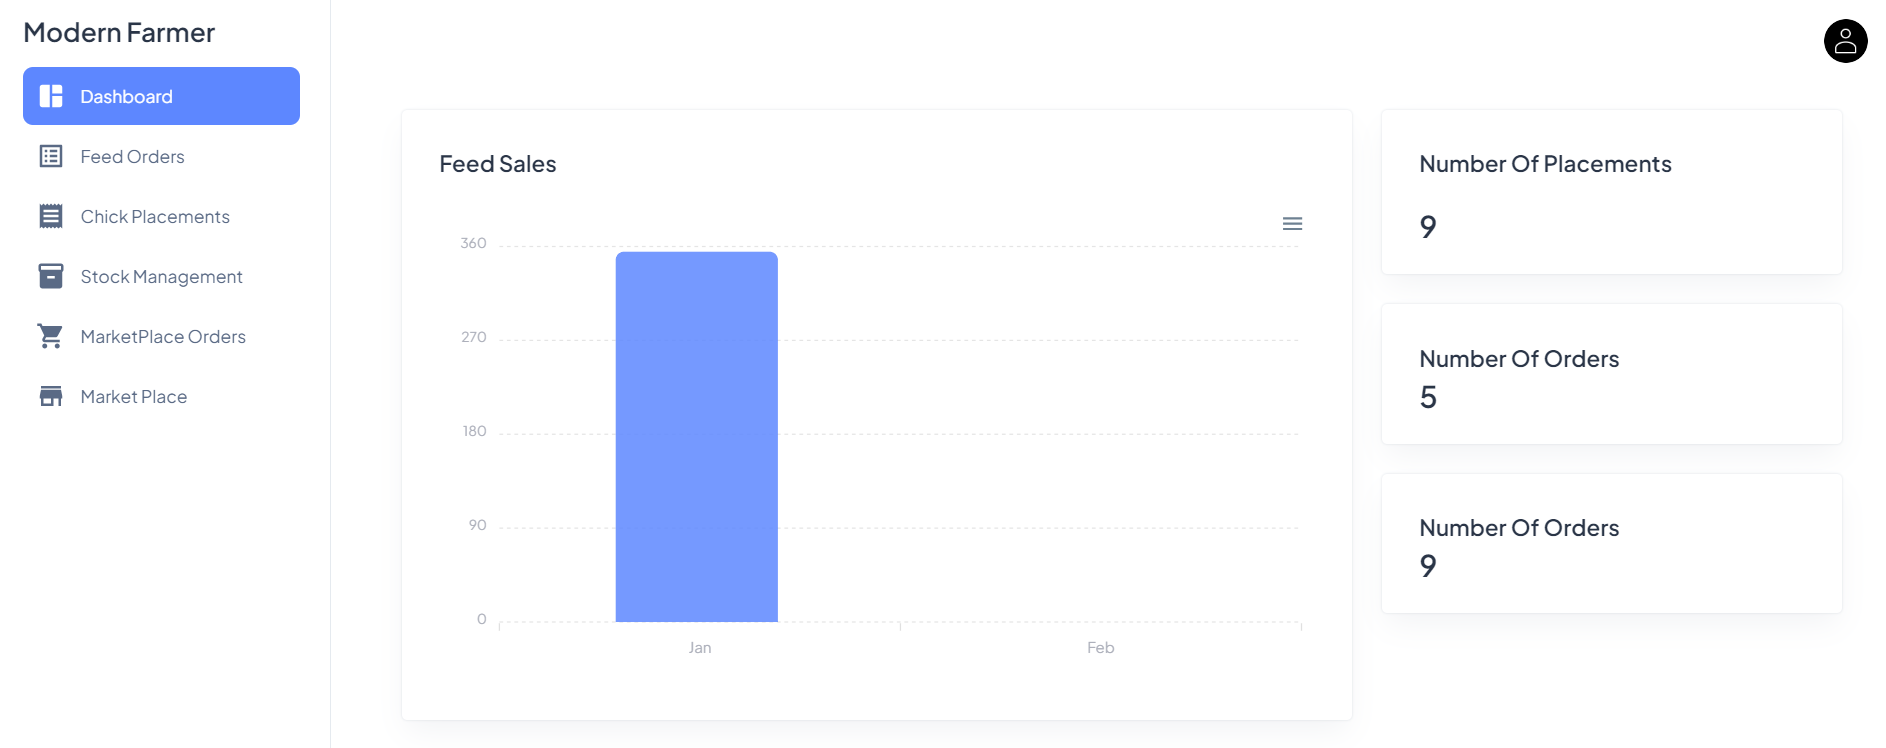 Modern Farmer
Dashboard
Feed Orders
Chick Placements
Stock Management
MarketPlace Orders
Market Place
Feed Sales
360
270
180
90
0
Jan Feb
Number Of Placements
9
Number Of Orders
5
Number Of Orders
9